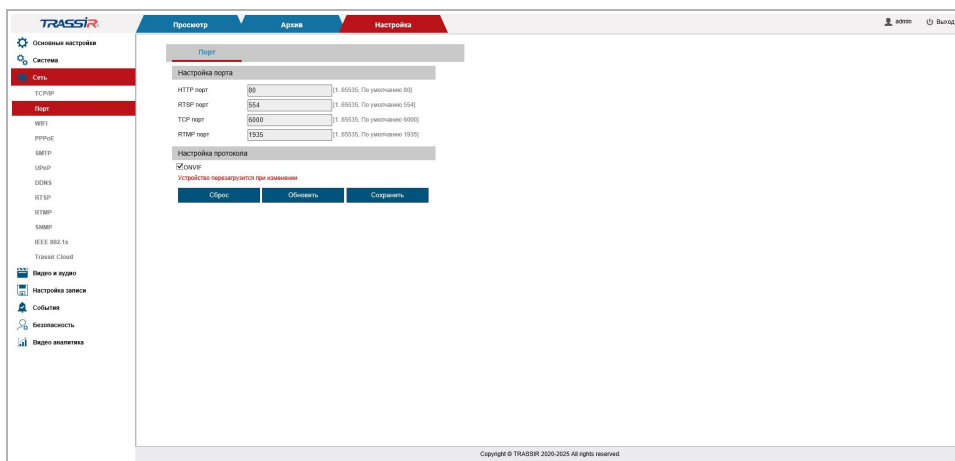 TRASSIR
Просмотр
Архив
Настройка
admin
Выход
Основные настройки
Система
Сеть
TCP/IP
Порт
WIFI
PPPoE
SMTP
UPnP
DDNS
RTSP
RTMP
SNMP
IEEE 802.1x
Trassir Cloud
Видео и аудио
Настройка записи
События
Безопасность
Видео аналитика
Порт
Настройка порта
HTTP порт 80 [1..65535, По умолчанию 80]
RTSP порт 554 [1..65535, По умолчанию 554]
TCP порт 6000 [1..65535, По умолчанию 6000]
RTMP порт 1935 [1..65535, По умолчанию 1935]
Настройка протокола
ONVIF
Устройство перезагрузится при изменении
Сброс
Обновить
Сохранить
Copyright © TRASSIR 2020-2025 All rights reserved.